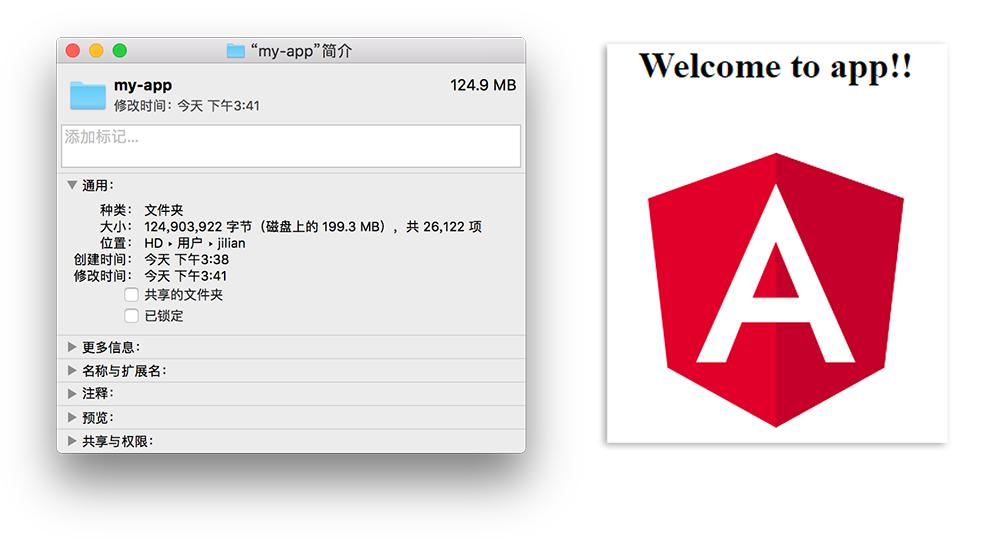 “my-app”简介
my-app
124.9 MB
修改时间：今天 下午3:41
添加标记...
通用：
种类： 文件夹
大小： 124,903,922 字节（磁盘上的 199.3 MB），共 26,122 项
位置： HD ▸ 用户 ▸ jilian
创建时间： 今天 下午3:38
修改时间： 今天 下午3:41
共享的文件夹
已锁定
更多信息：
名称与扩展名：
注释：
预览：
共享与权限：
Welcome to app!!
A